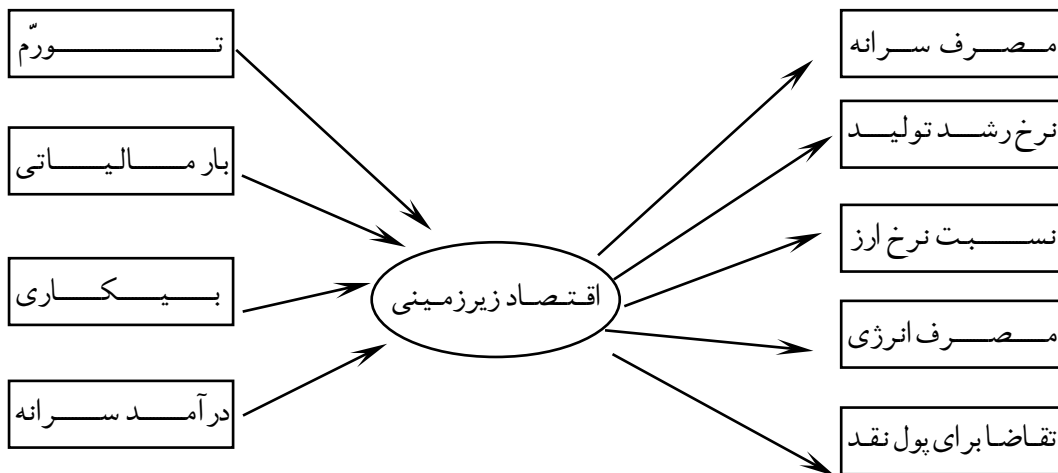 تورّم
بار مالیاتی
بیکاری
درآمد سرانه
اقتصاد زیرزمینی
مصرف سرانه
نرخ رشد تولید
نسبت نرخ ارز
مصرف انرژی
تقاضا برای پول نقد